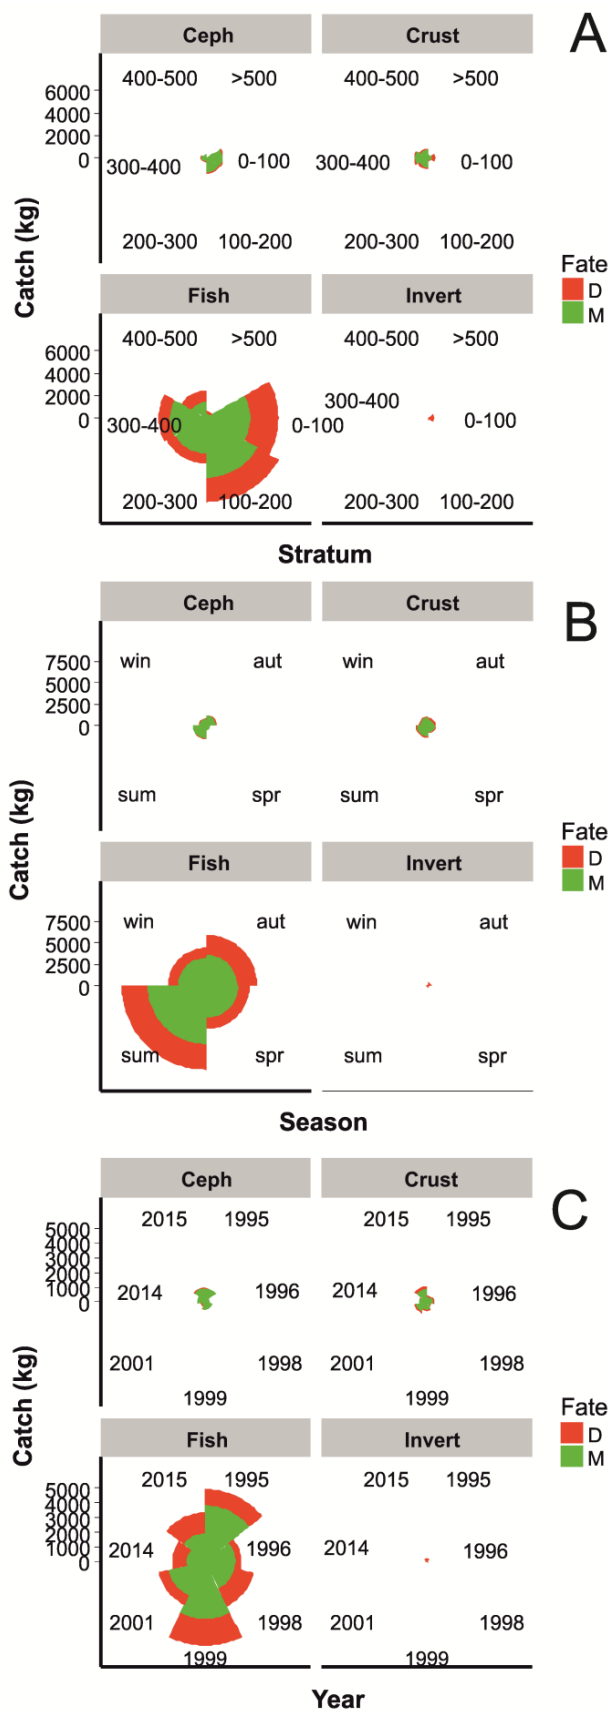 Ceph Crust A
400-500 >500 400-500 >500
6000
4000
2000
0
300-400 0-100 300-400 0-100
200-300 100-200 200-300 100-200
Catch (kg)
Fate
D
M
Fish Invert
400-500 >500 400-500 >500
6000
4000
2000
0
300-400 0-100 300-400 0-100
200-300 100-200 200-300 100-200
Stratum
Ceph Crust B
win aut win aut
7500
5000
2500
0
sum spr sum spr
Catch (kg)
Fate
D
M
Fish Invert
win aut win aut
7500
5000
2500
0
sum spr sum spr
Season
Ceph Crust C
2015 1995 2015 1995
5000
4000
3000
2000
1000
0
2014 1996 2014 1996
2001 1998 2001 1998
1999 1999
Catch (kg)
Fate
D
M
Fish Invert
2015 1995 2015 1995
5000
4000
3000
2000
1000
0
2014 1996 2014 1996
2001 1998 2001 1998
1999 1999
Year